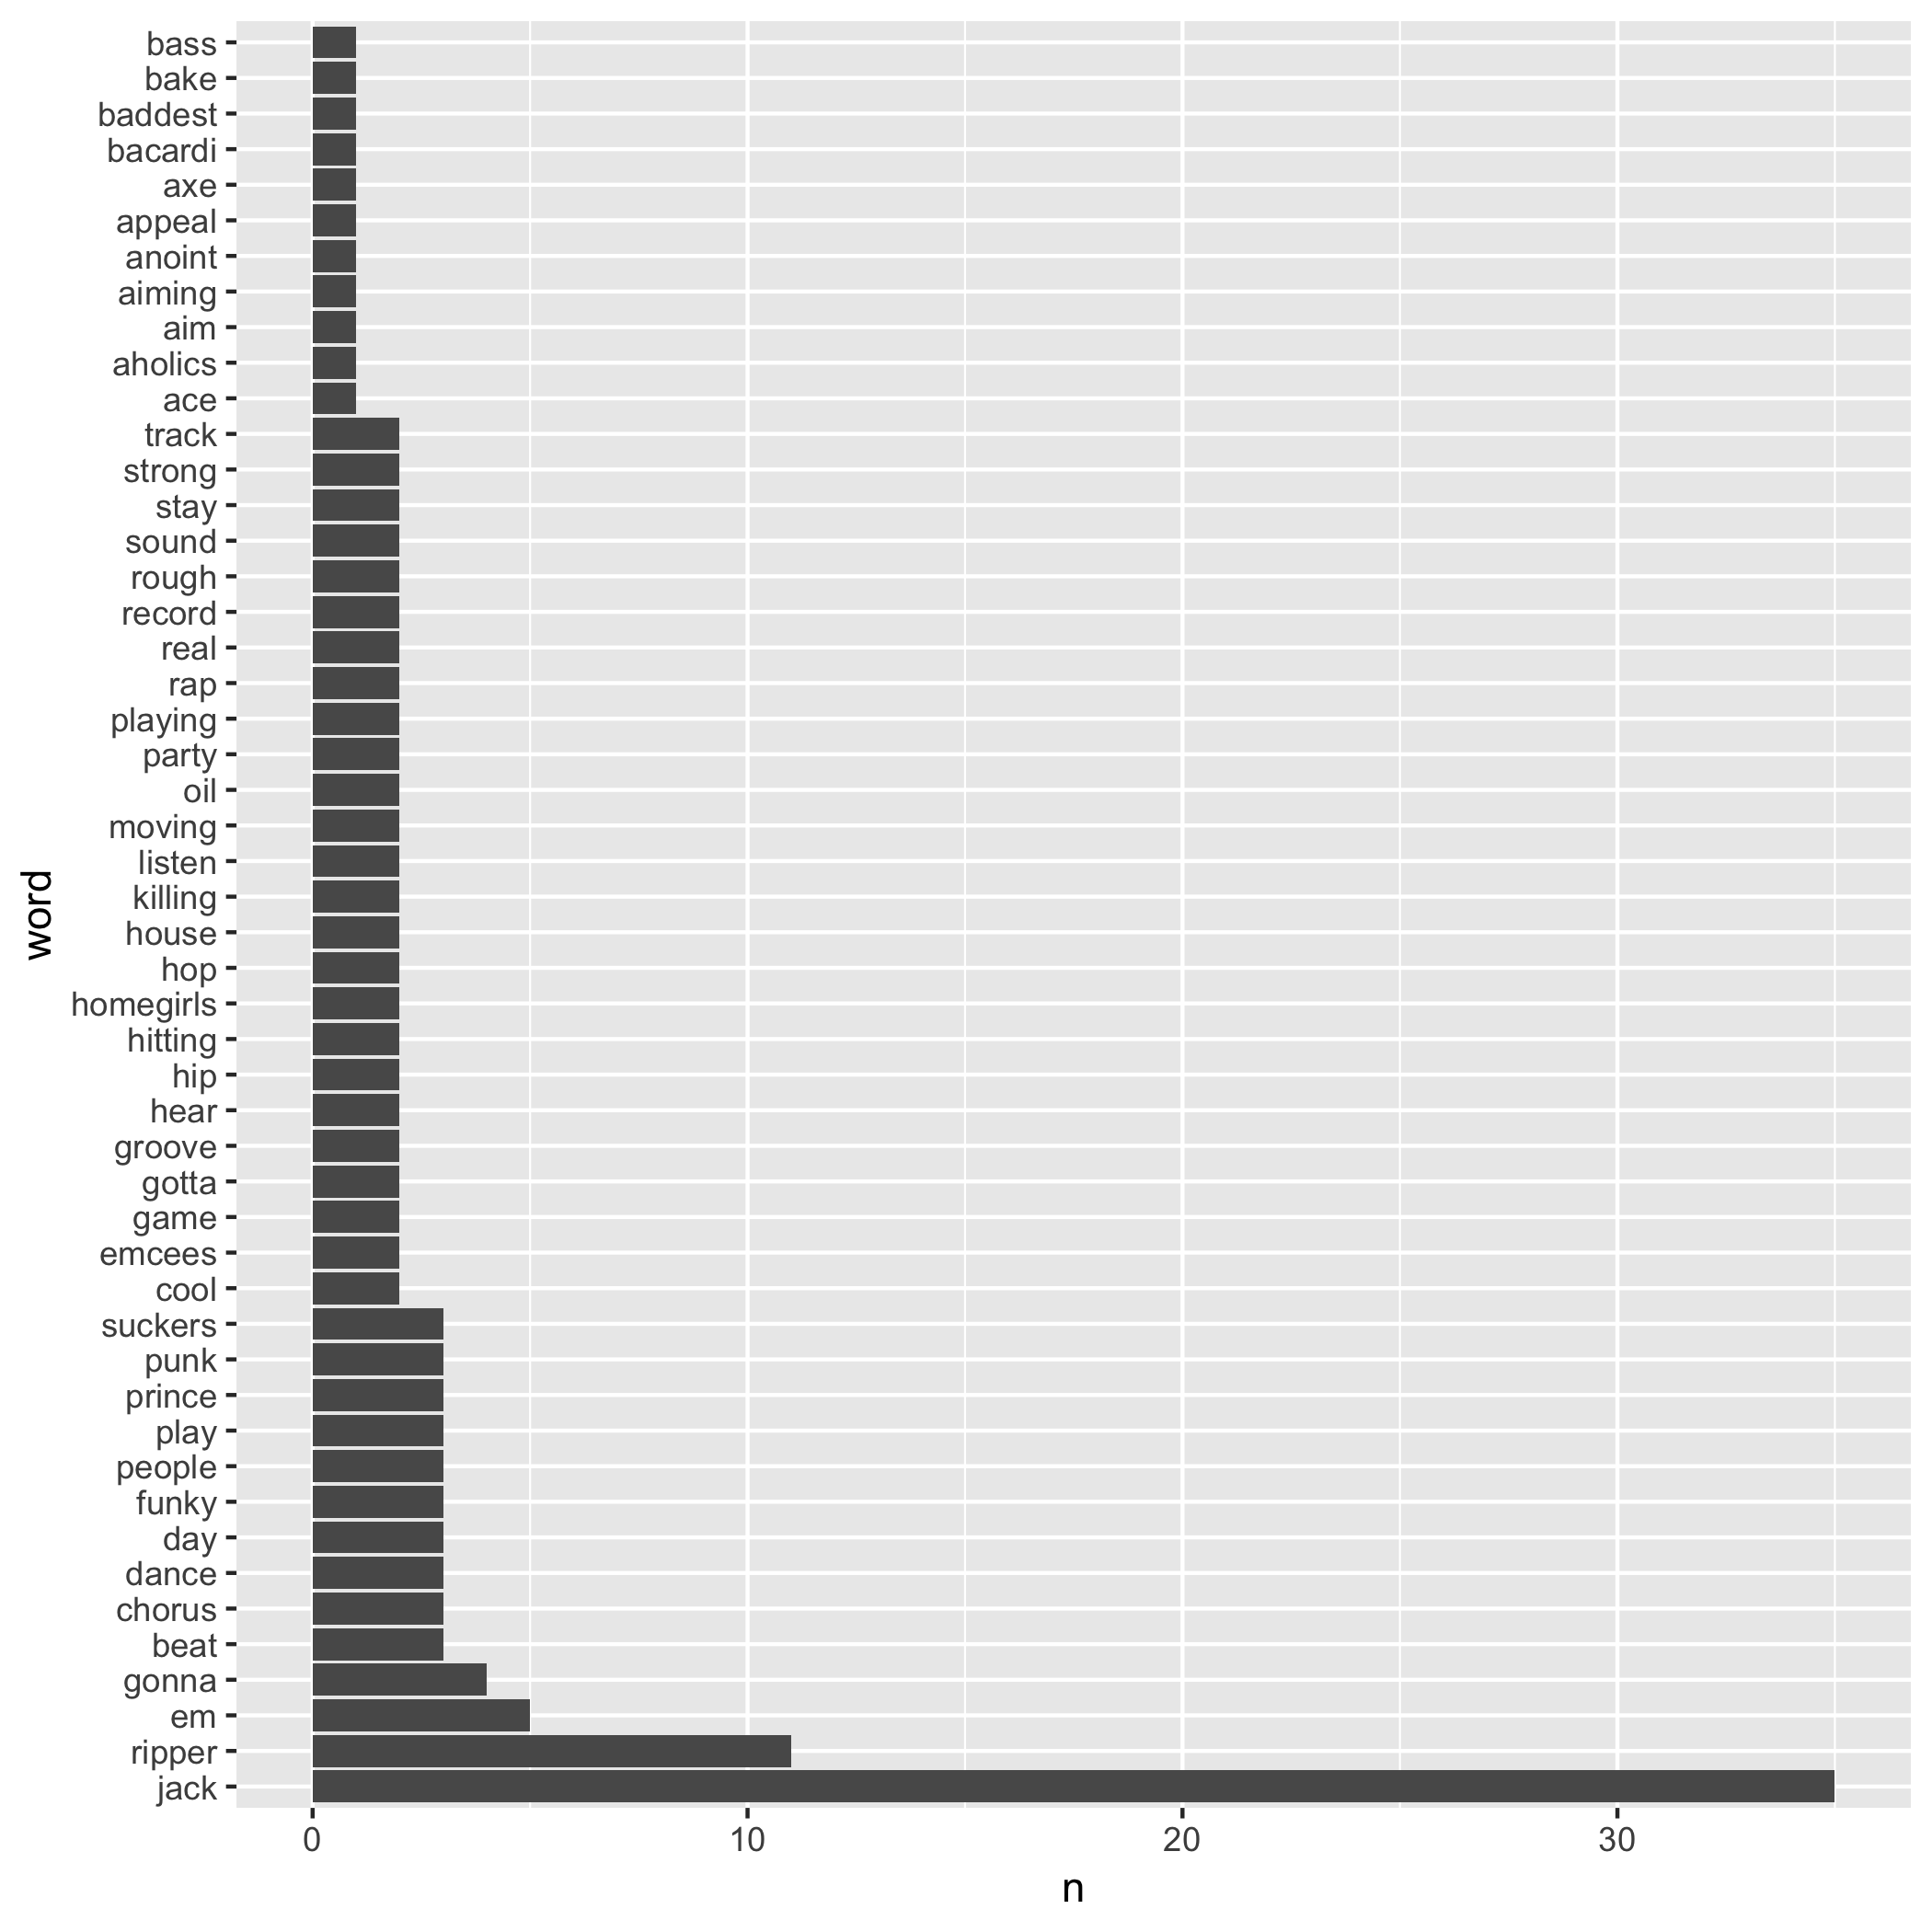 bass
bake
baddest
bacardi
axe
appeal
anoint
aiming
aim
aholics
ace
track
strong
stay
sound
rough
record
real
rap
playing
party
oil
moving
listen
killing
house
hop
homegirls
hitting
hip
hear
groove
gotta
game
emcees
cool
suckers
punk
prince
play
people
funky
day
dance
chorus
beat
gonna
em
ripper
jack
word
0 10 20 30
n